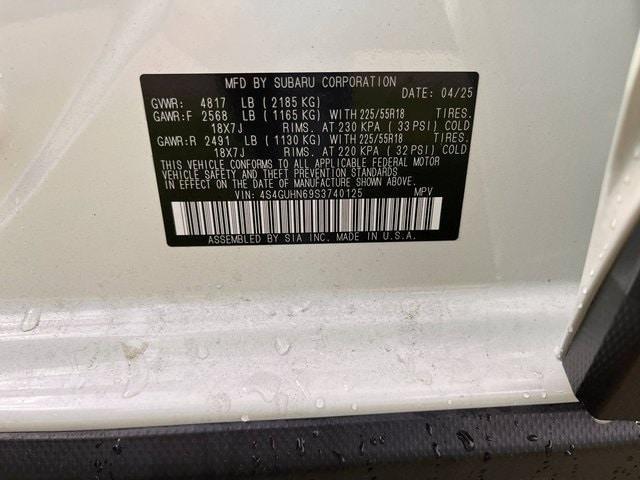 MFD BY SUBARU CORPORATION
DATE: 04/25
GVWR: 4817 LB (2185 KG)
GAWR:F 2568 LB (1165 KG) WITH 225/55R18 TIRES.
18X7J RIMS. AT 230 KPA (33 PSI) COLD
GAWR:R 2491 LB (1130 KG) WITH 225/55R18 TIRES.
18X7J RIMS. AT 220 KPA (32 PSI) COLD
THIS VEHICLE CONFORMS TO ALL APPLICABLE FEDERAL MOTOR
VEHICLE SAFETY AND THEFT PREVENTION STANDARDS
IN EFFECT ON DATE OF MANUFACTURE SHOWN ABOVE.
VIN: 4S4GUHN69S3740125 MPV
ASSEMBLED BY SIA INC. MADE IN U.S.A.